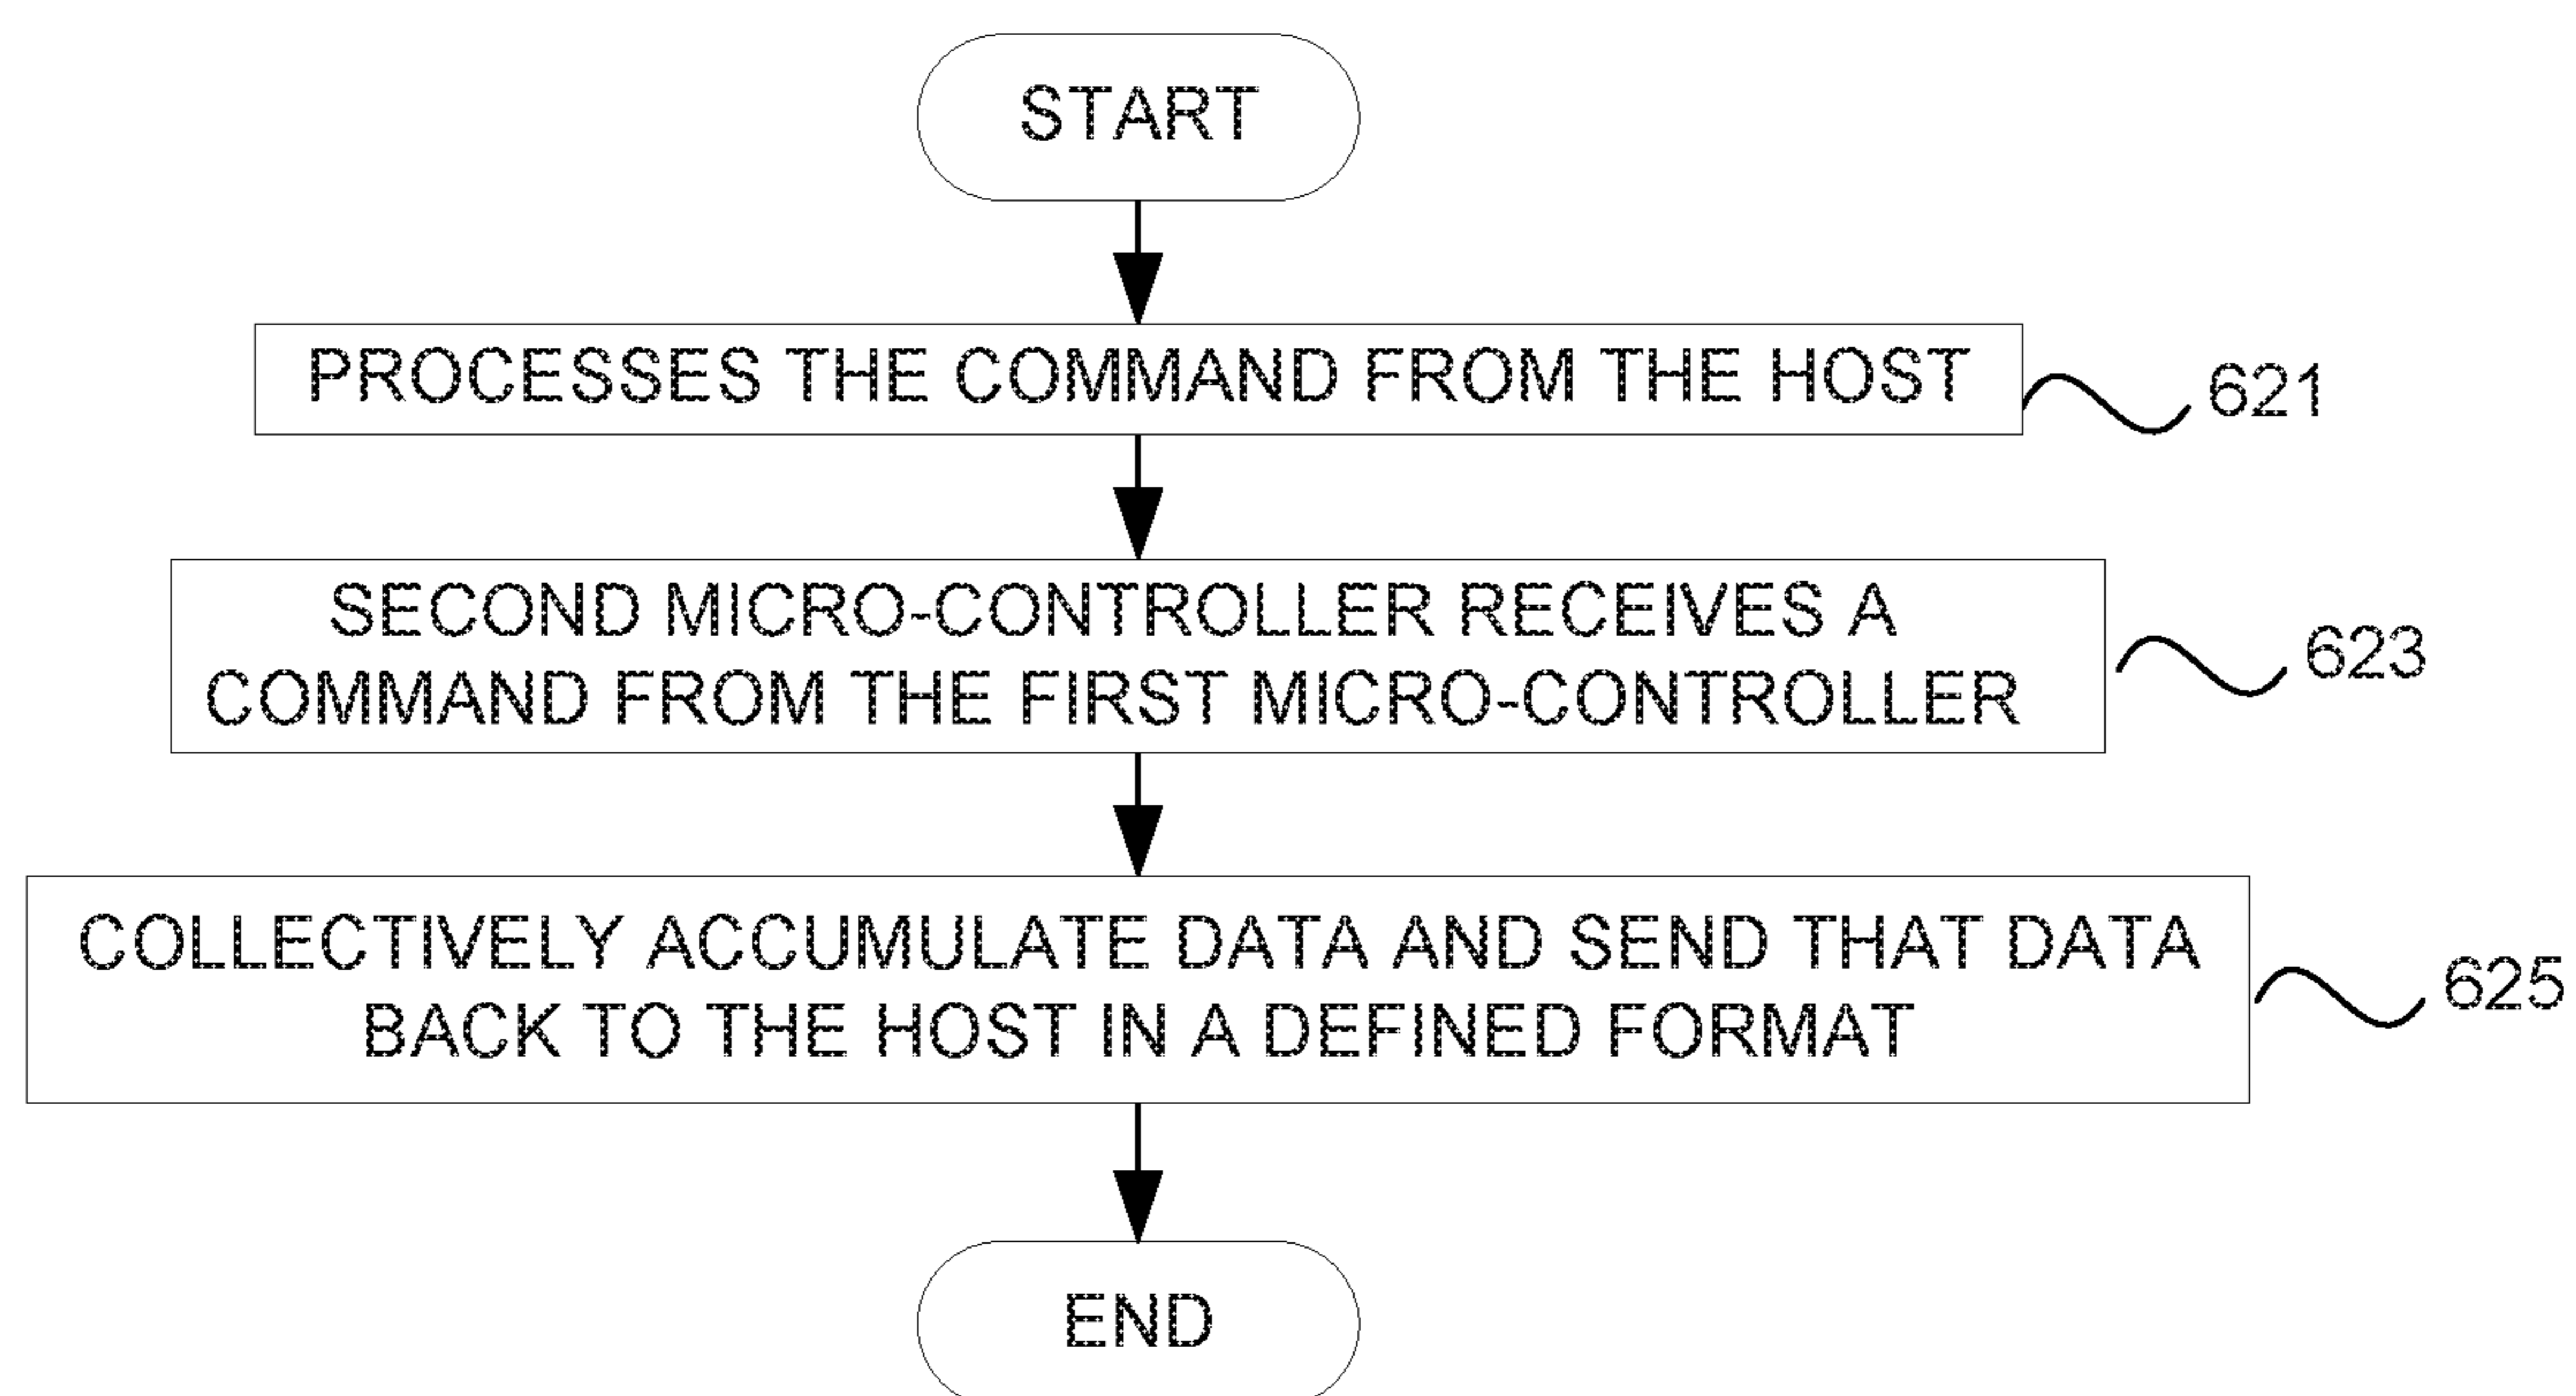 START
PROCESSES THE COMMAND FROM THE HOST
621
SECOND MICRO-CONTROLLER RECEIVES A
COMMAND FROM THE FIRST MICRO-CONTROLLER
623
COLLECTIVELY ACCUMULATE DATA AND SEND THAT DATA
BACK TO THE HOST IN A DEFINED FORMAT
625
END